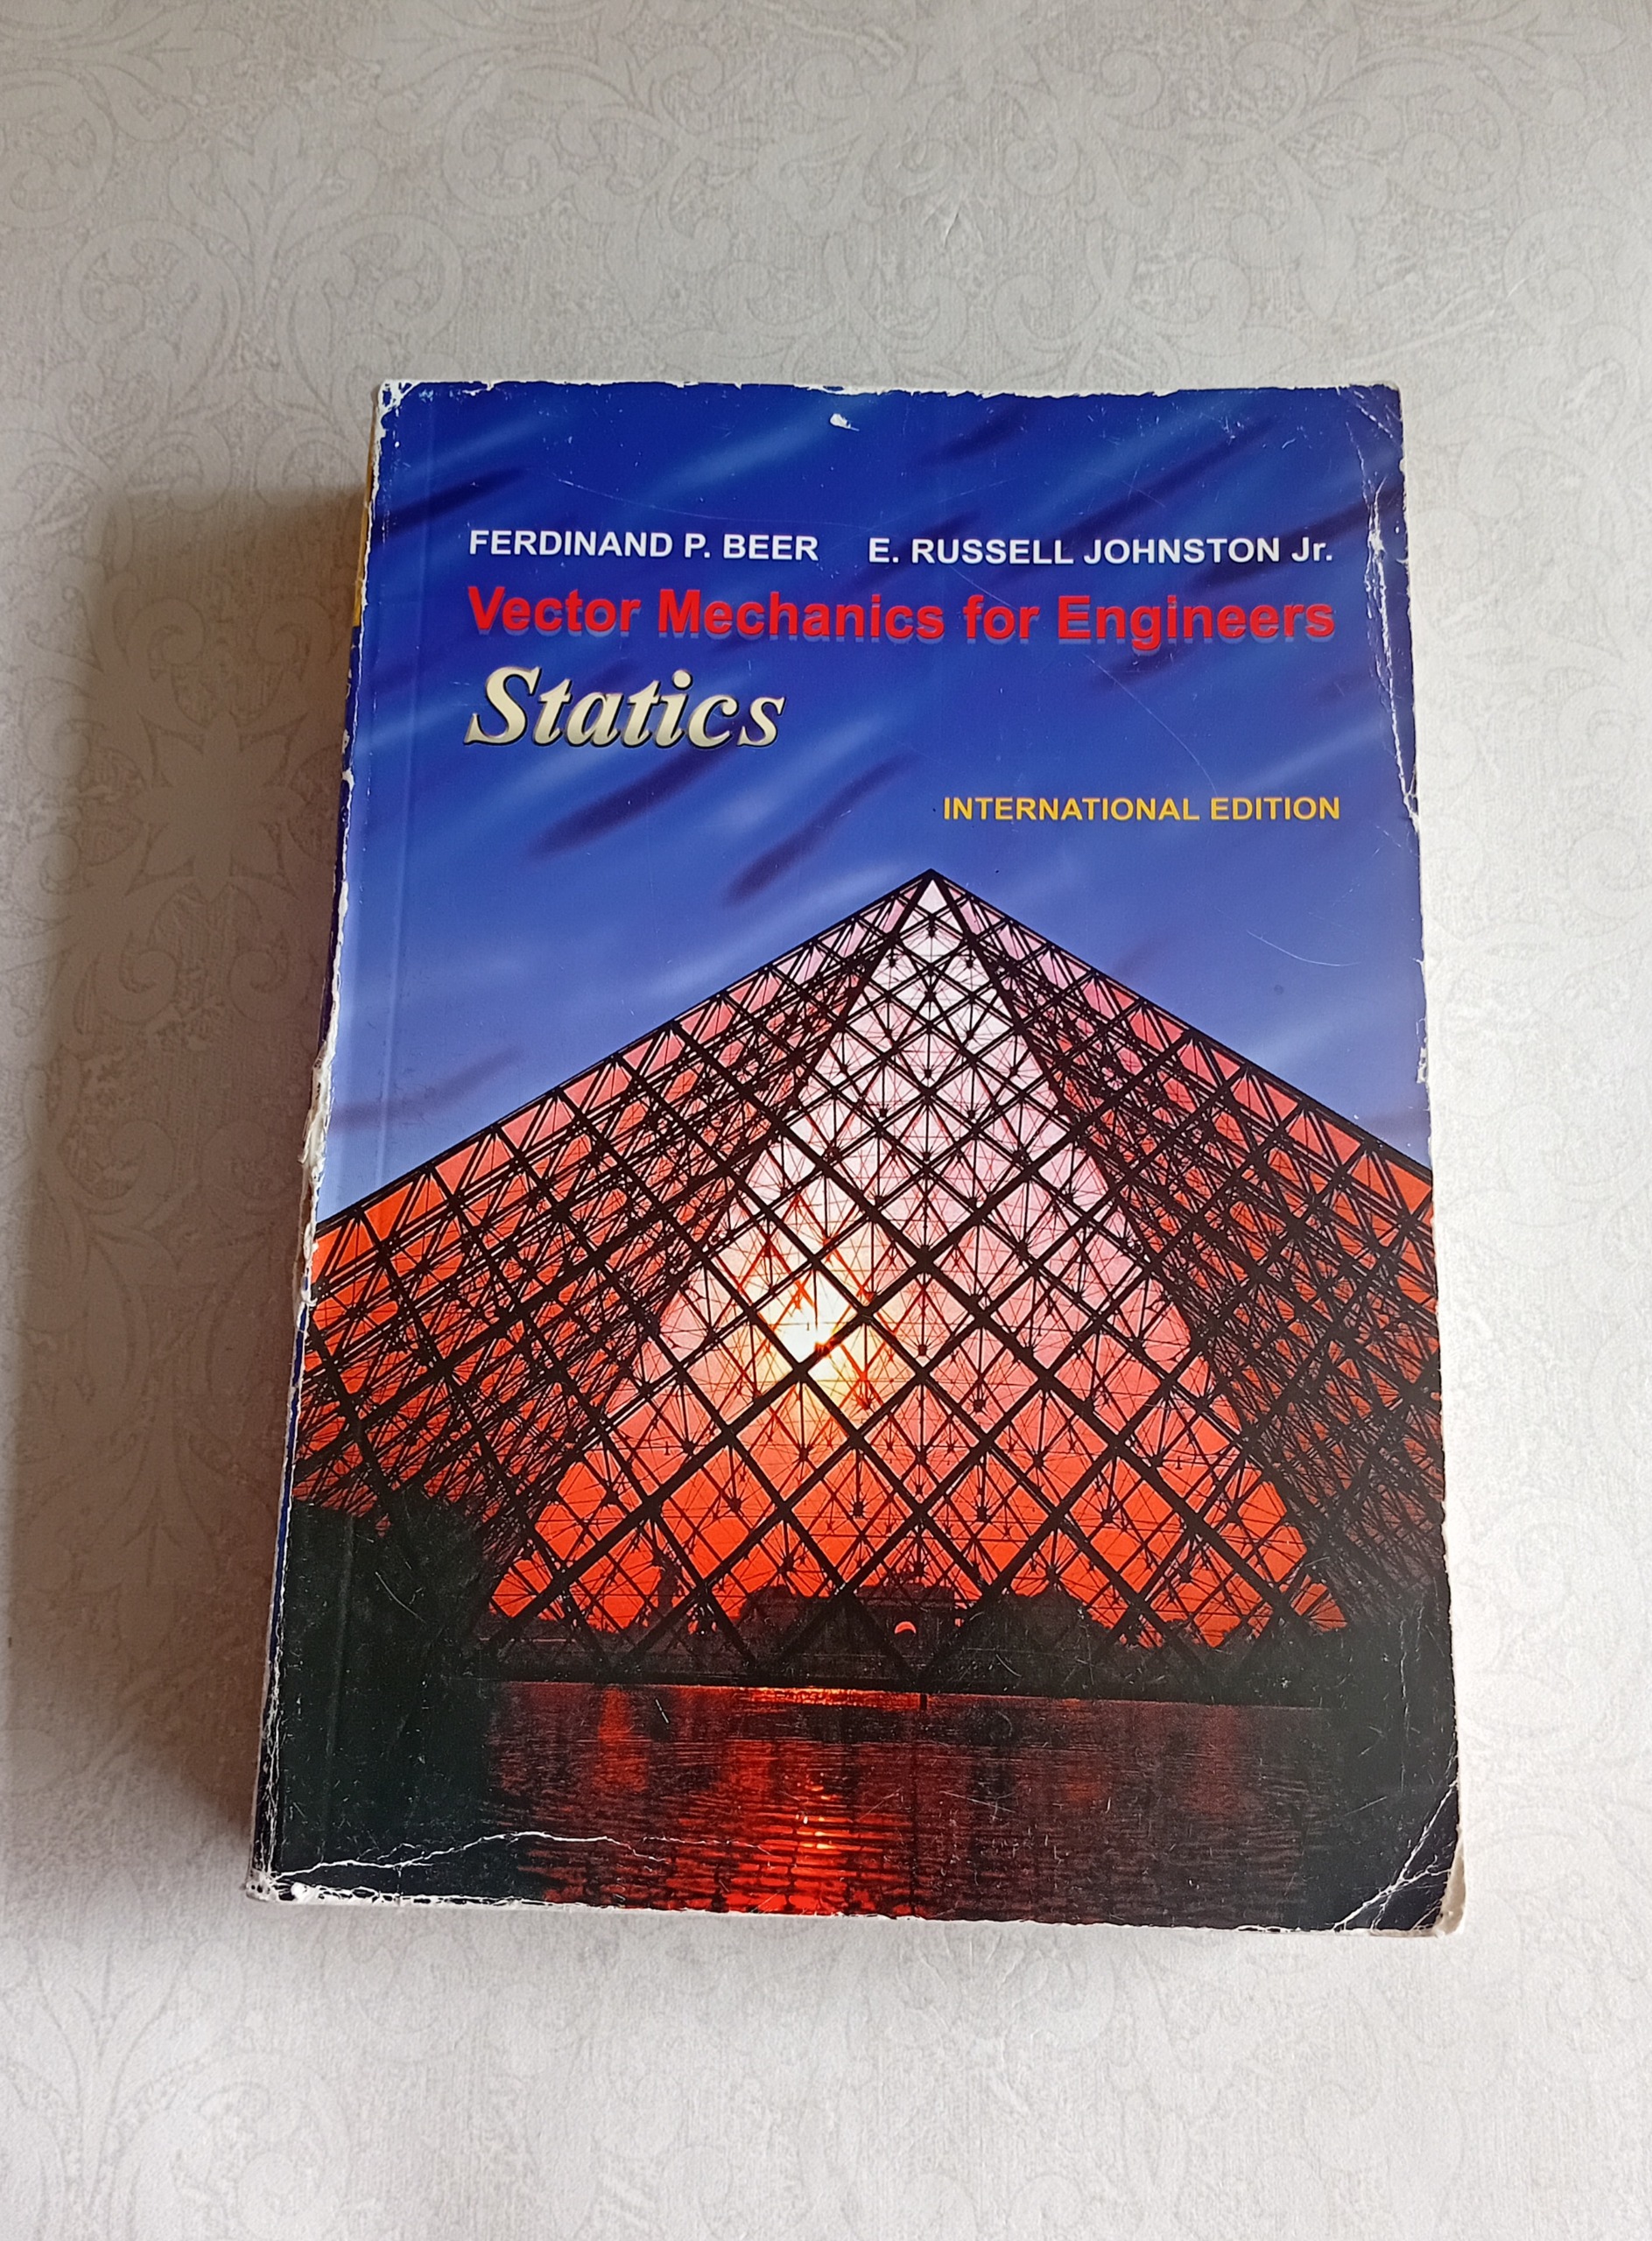 FERDINAND P. BEER E. RUSSELL JOHNSTON Jr.
Vector Mechanics for Engineers
Statics
INTERNATIONAL EDITION